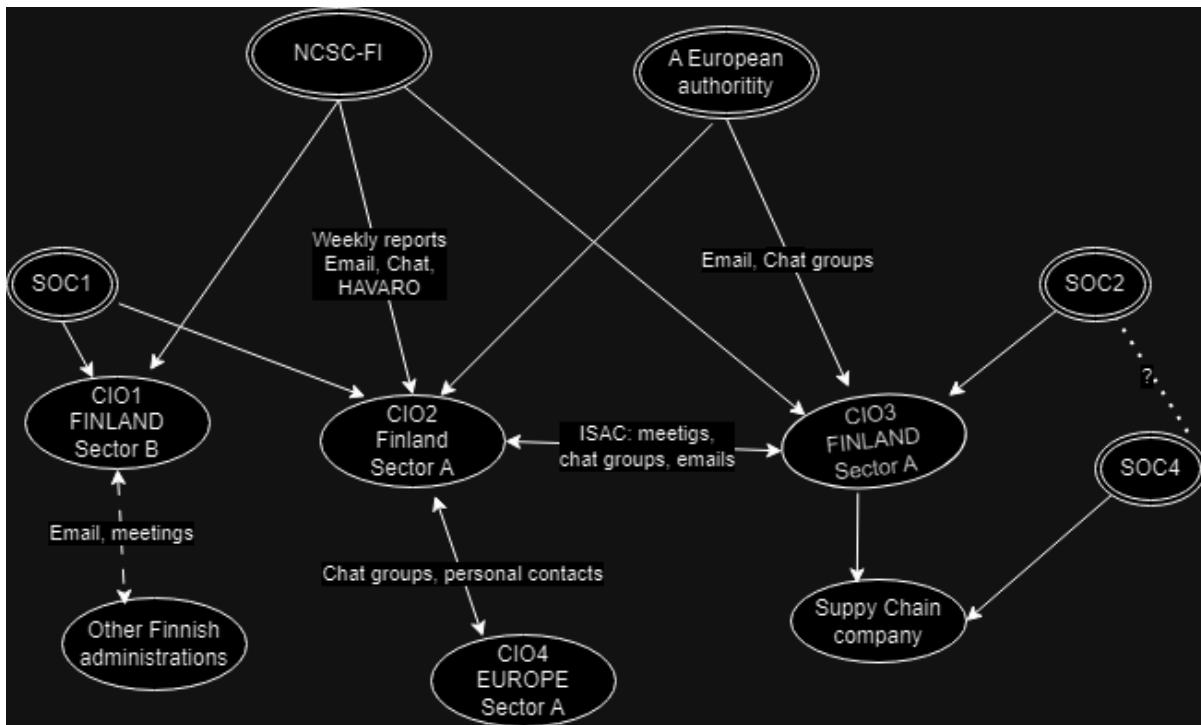 NCSC-FI
A European
authoritity
Weekly reports
Email, Chat,
HAVARO
Email, Chat groups
SOC1
SOC2
?
CIO1
FINLAND
Sector B
CIO2
Finland
Sector A
ISAC: meetigs,
chat groups, emails
CIO3
FINLAND
Sector A
SOC4
Email, meetings
Chat groups, personal contacts
Other Finnish
administrations
CIO4
EUROPE
Sector A
Suppy Chain
company